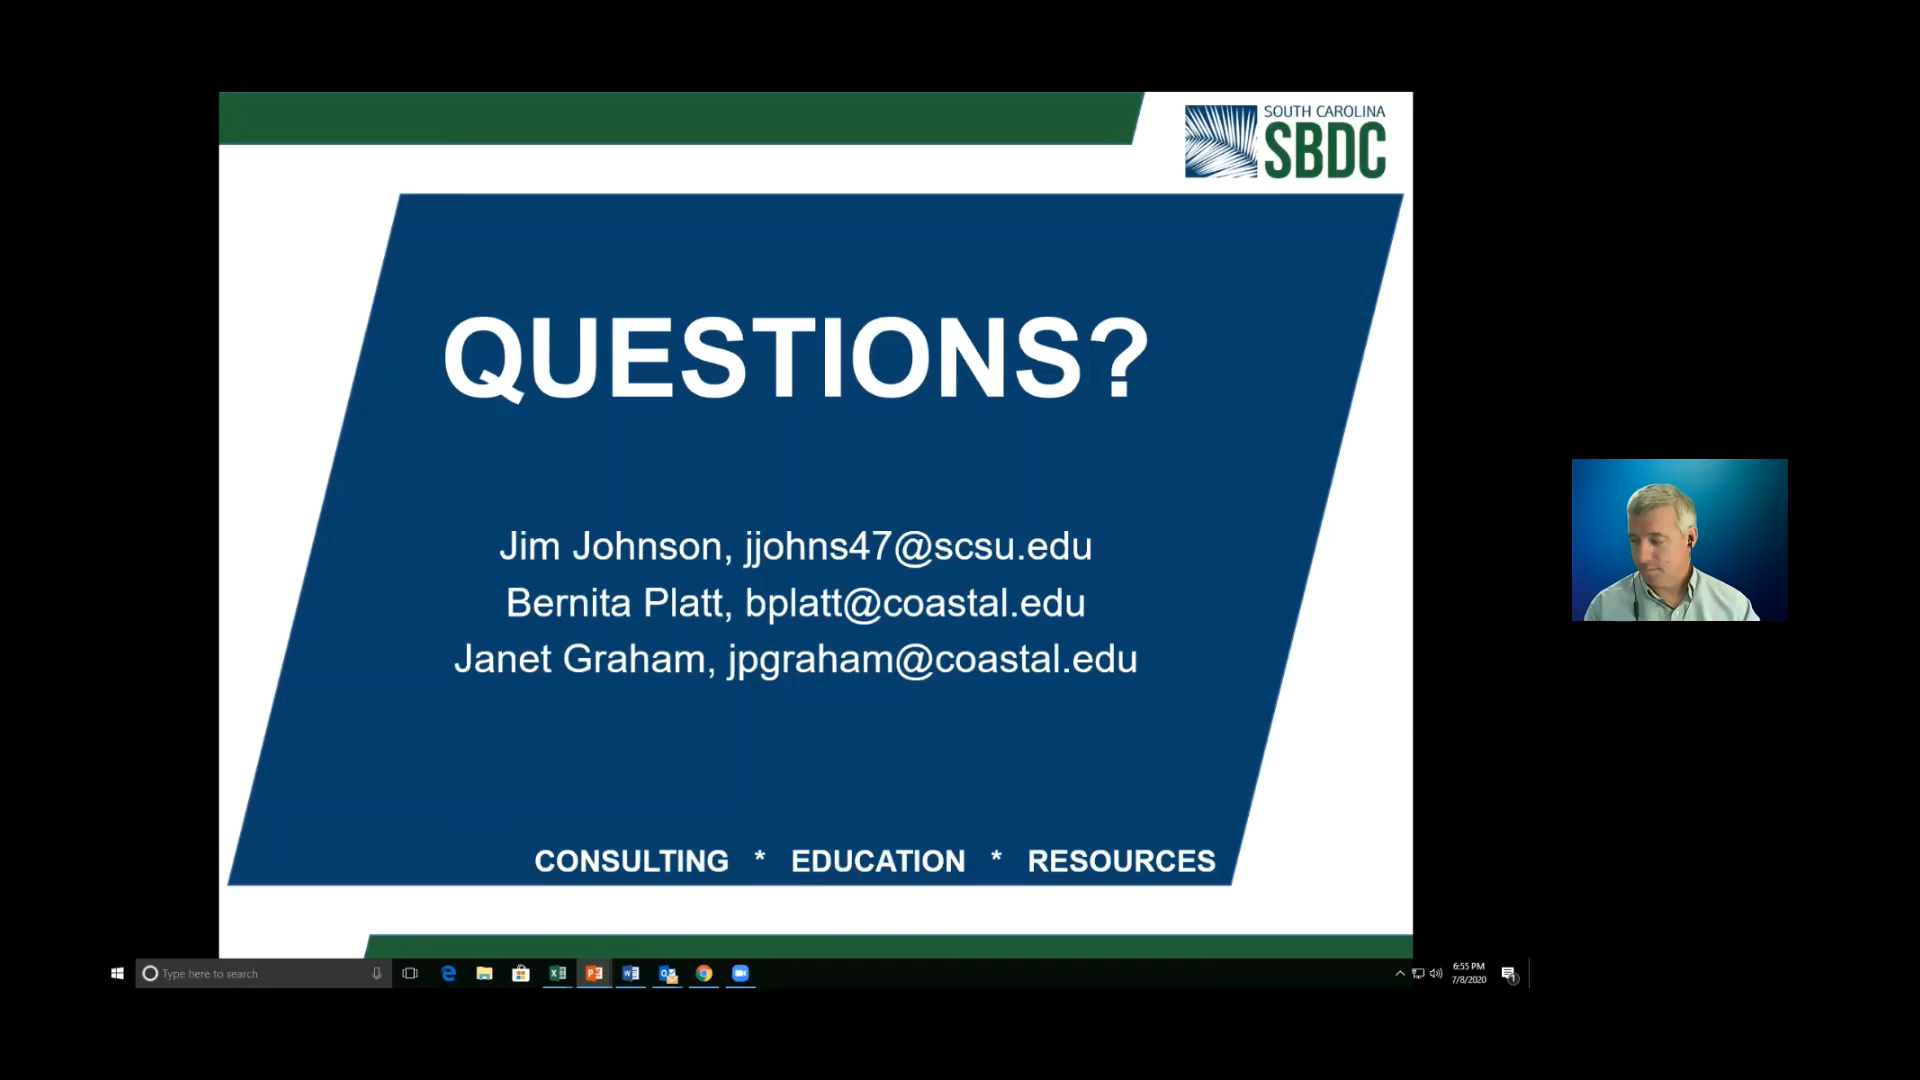 SOUTH CAROLINA
SBDC
QUESTIONS?
Jim Johnson, jjohns47@scsu.edu
Bernita Platt, bplatt@coastal.edu
Janet Graham, jpgraham@coastal.edu
CONSULTING * EDUCATION * RESOURCES
Type here to search
6:55 PM
7/8/2020